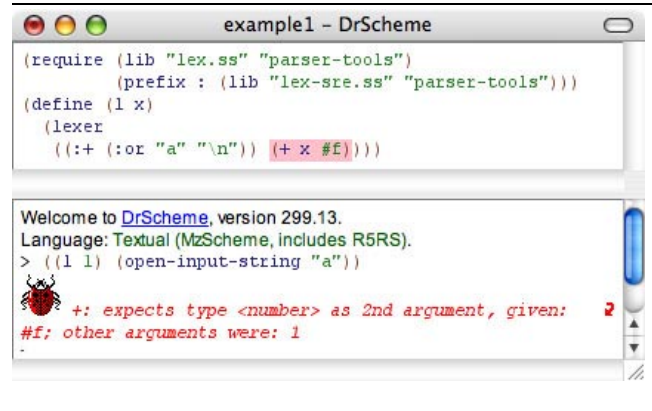 example1 - DrScheme
(require (lib "lex.ss" "parser-tools")
(prefix : (lib "lex-sre.ss" "parser-tools")))
(define (l x)
(lexer
((:+ (:or "a" "\n")) (+ x #f))))
Welcome to DrScheme, version 299.13.
Language: Textual (MzScheme, includes R5RS).
> ((l 1) (open-input-string "a"))
+: expects type <number> as 2nd argument, given:
#f; other arguments were: 1